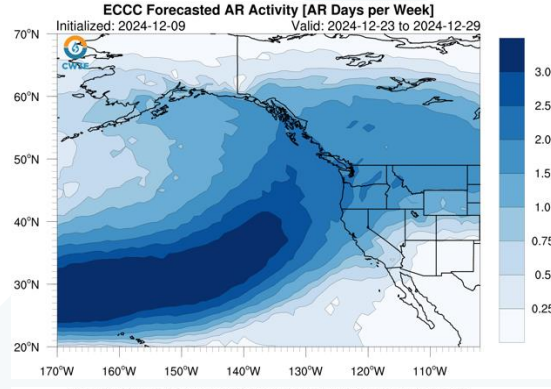 ECCC Forecasted AR Activity [AR Days per Week]
Initialized: 2024-12-09
Valid: 2024-12-23 to 2024-12-29
CW3E
70°N
60°N
50°N
40°N
30°N
20°N
170°W
160°W
150°W
140°W
130°W
120°W
110°W
3.0
2.5
2.0
1.5
1.0
0.75
0.5
0.25